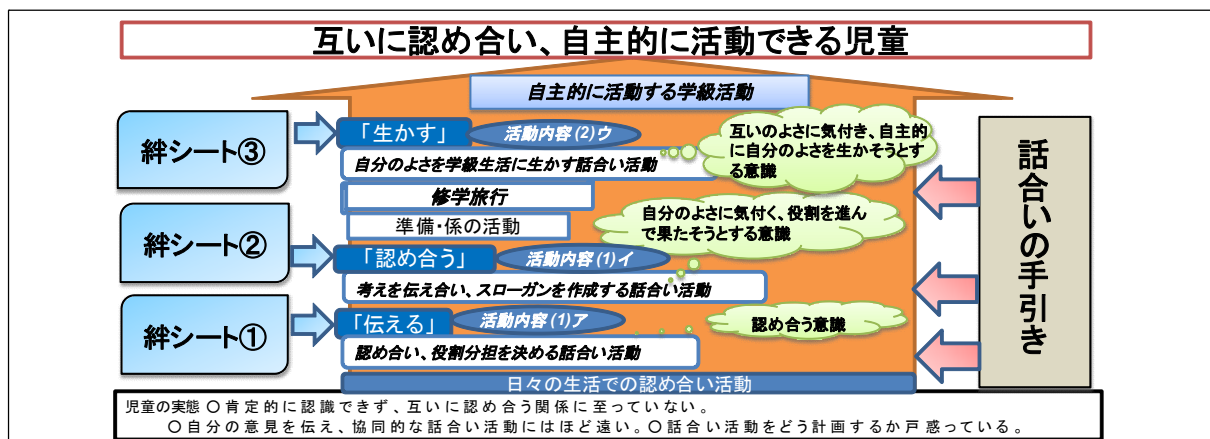 互いに認め合い、自主的に活動できる児童
自主的に活動する学級活動
絆シート③
「生かす」
活動内容(2)ウ
自分のよさを学級生活に生かす話合い活動
互いのよさに気付き、自主的
に自分のよさを生かそうとす
る意識
修学旅行
準備・係の活動
絆シート②
「認め合う」
活動内容(1)イ
考えを伝え合い、スローガンを作成する話合い活動
自分のよさに気付く、役割を進ん
で果たそうとする意識
絆シート①
「伝える」
活動内容(1)ア
認め合い、役割分担を決める話合い活動
認め合う意識
日々の生活での認め合い活動
話合いの手引き
児童の実態 〇肯定的に認識できず、互いに認め合う関係に至っていない。
〇自分の意見を伝え、協同的な話合い活動にはほど遠い。〇話合い活動をどう計画するか戸惑っている。